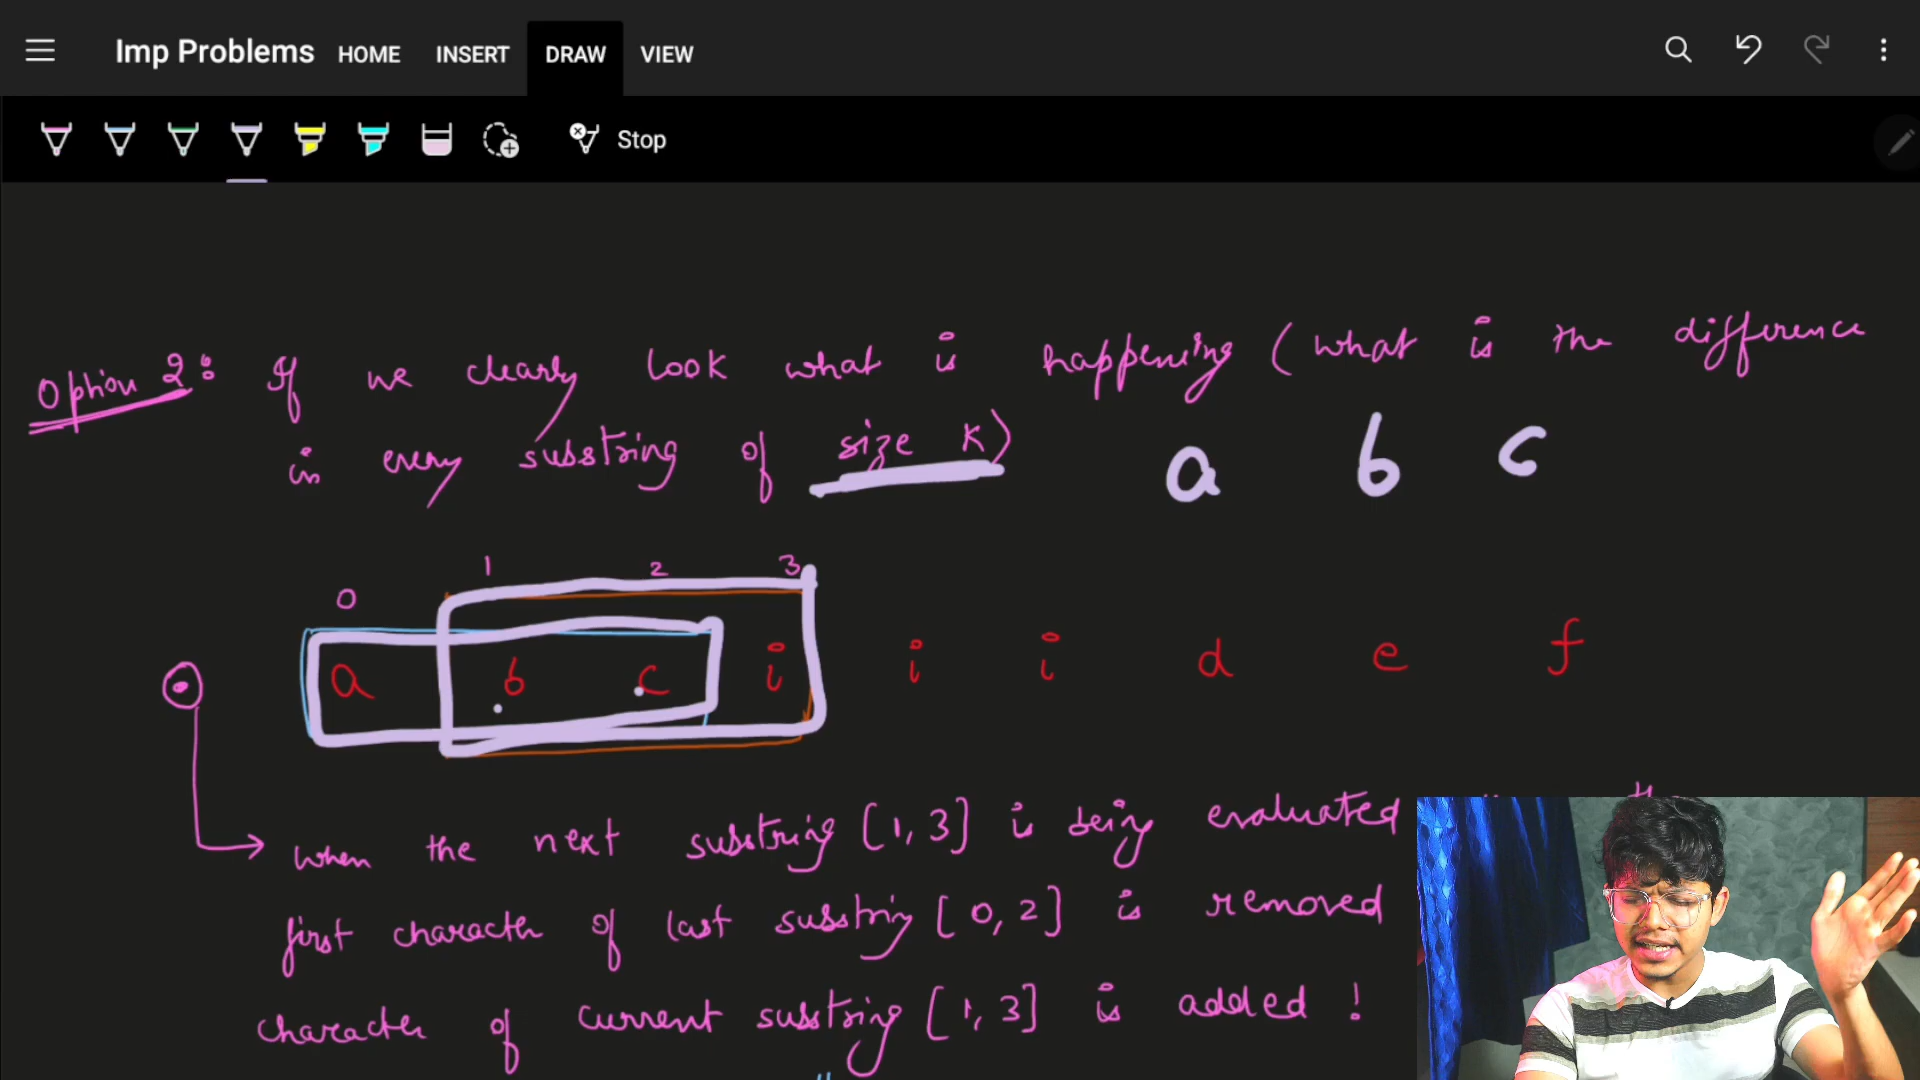 Imp Problems HOME INSERT DRAW VIEW
Stop
Option 2: If we clearly look what is happening (what is the difference
in every substring of size K)
a b c
0 1 2 3
a b c i i i d e f
When the next substring [1, 3] is being evaluated
first character of last substring [0, 2] is removed
character of current substring [1, 3] is added !